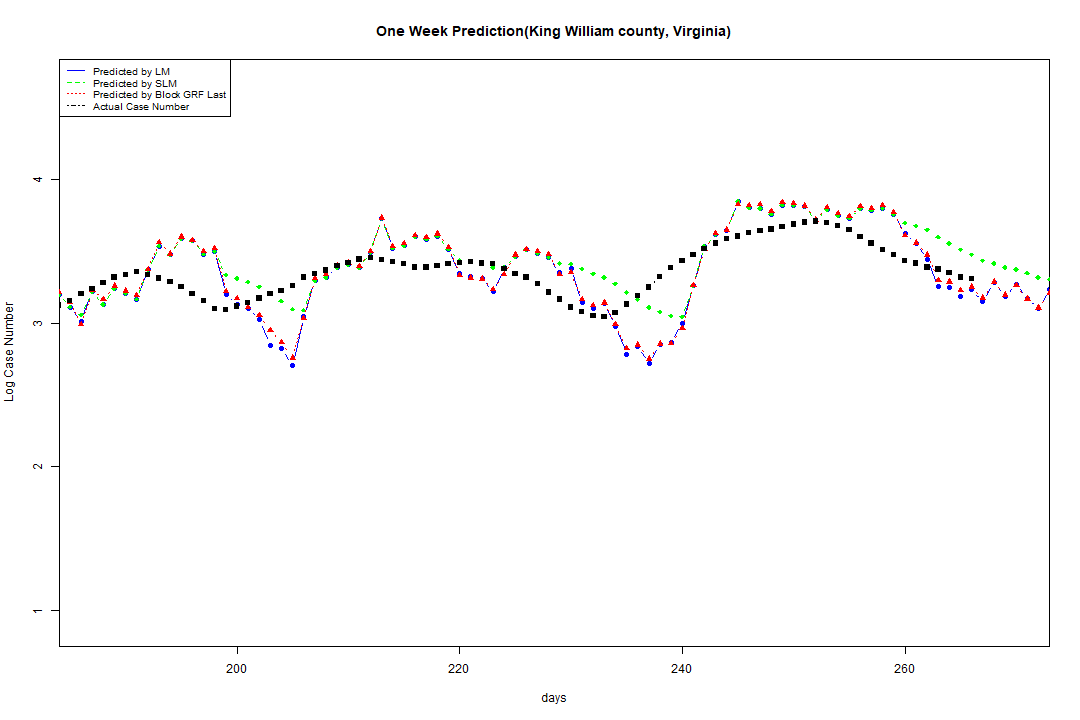 One Week Prediction(King William county, Virginia)
Predicted by LM
Predicted by SLM
Predicted by Block GRF Last
Actual Case Number
4
3
2
1
Log Case Number
200
220
240
260
days